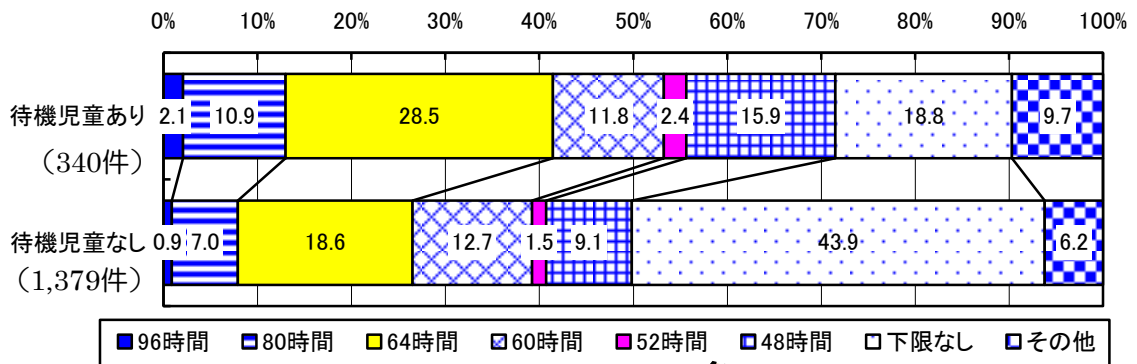 0% 10% 20% 30% 40% 50% 60% 70% 80% 90% 100%
待機児童あり 2.1 10.9 28.5 11.8 2.4 15.9 18.8 9.7
（340件）
待機児童なし 0.9 7.0 18.6 12.7 1.5 9.1 43.9 6.2
（1,379件）
96時間 80時間 64時間 60時間 52時間 48時間 下限なし その他